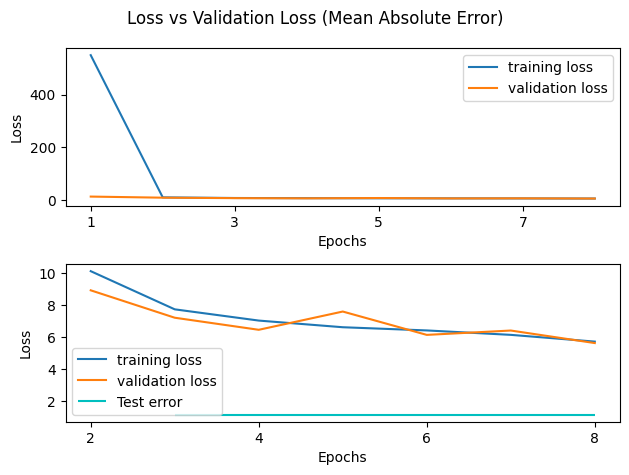 Loss vs Validation Loss (Mean Absolute Error)
400
200
0
Loss
training loss
validation loss
1
3
5
7
Epochs
10
8
6
4
2
Loss
training loss
validation loss
Test error
2
4
6
8
Epochs